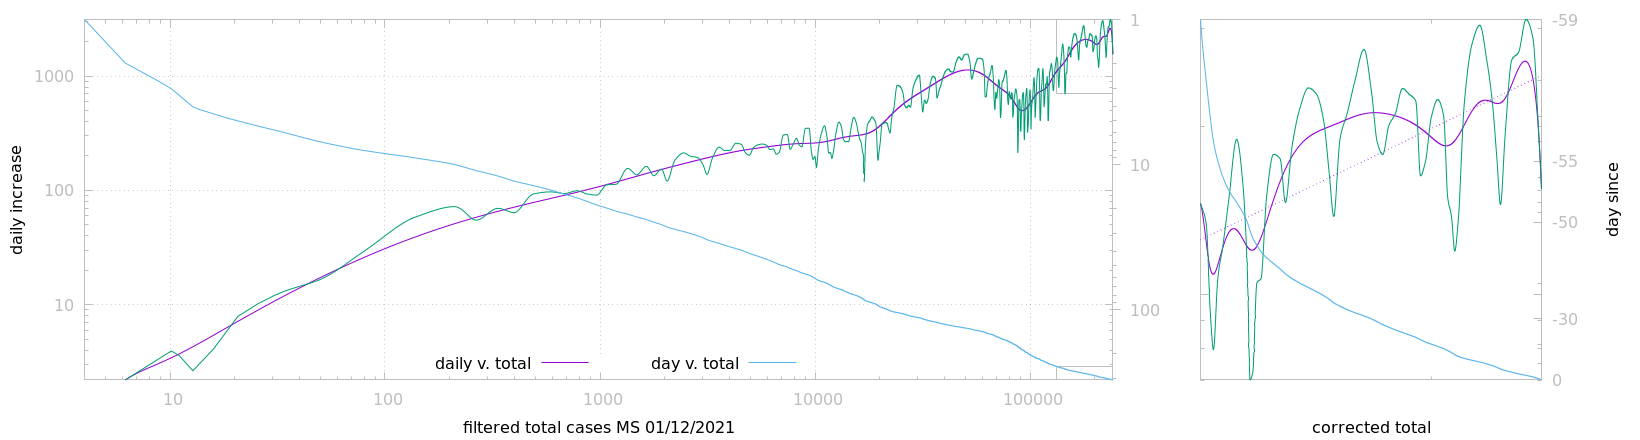 1
-59
1000
daily increase
10
-55
day since
100
-50
10
100
-30
daily v. total
day v. total
0
10
100
1000
10000
100000
filtered total cases MS 01/12/2021
corrected total